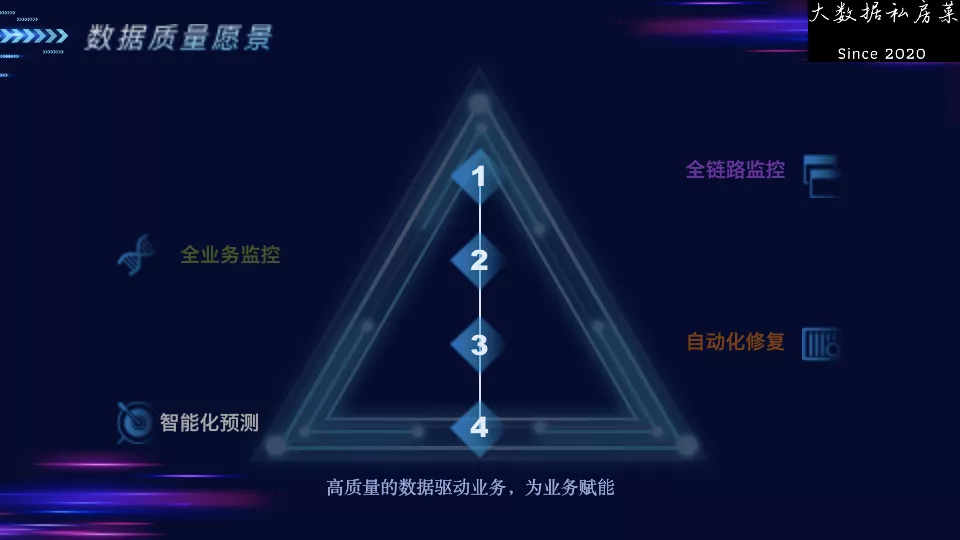 数据质量愿景
大数据私房菜
Since 2020
1
全链路监控
2
全业务监控
3
自动化修复
4
智能化预测
高质量的数据驱动业务，为业务赋能